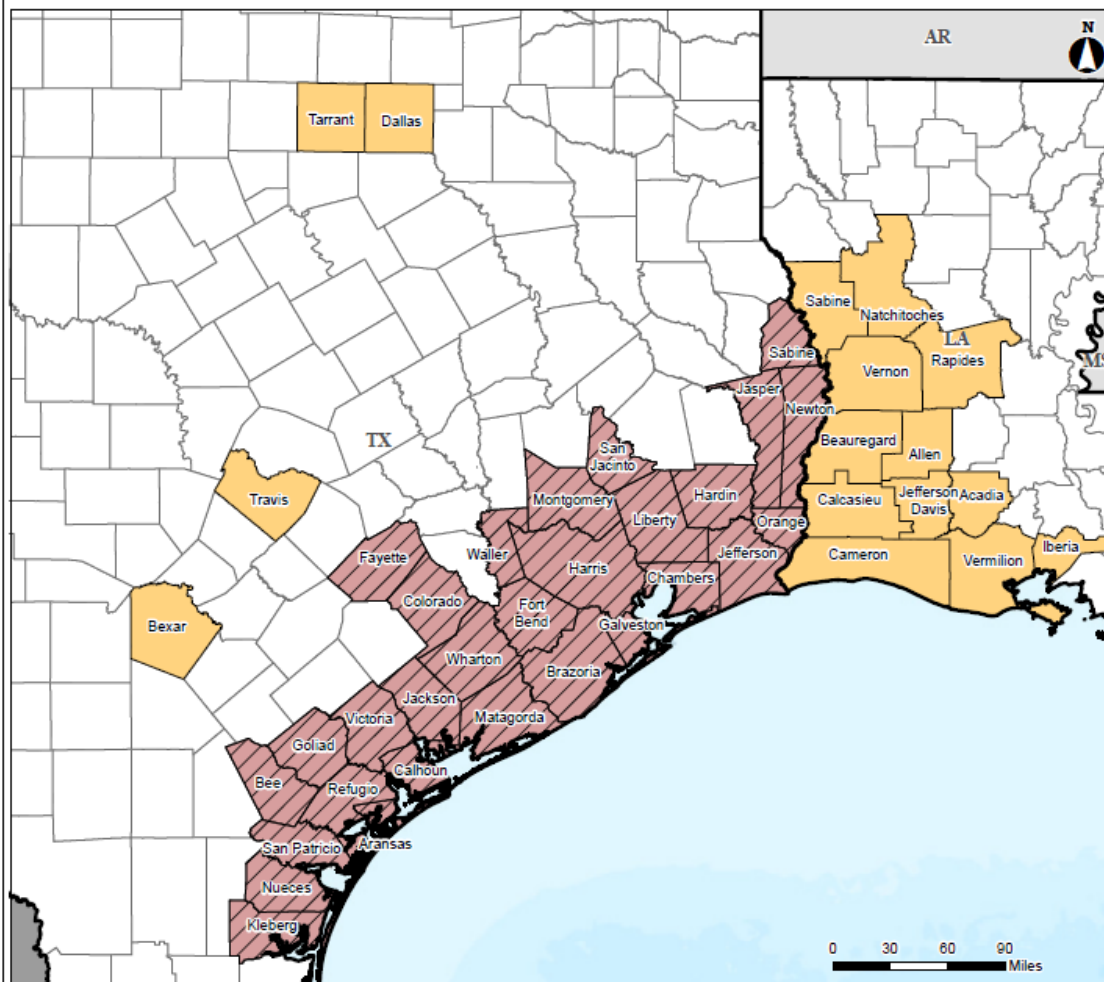 AR
N
Tarrant
Dallas
Sabine
Natchitoches
LA
Rapides
MS
Sabine
Vernon
Jasper
Newton
TX
Beauregard
Allen
San
Jacinto
Travis
Montgomery
Hardin
Calcasieu
Jefferson
Davis
Acadia
Liberty
Orange
Fayette
Waller
Harris
Jefferson
Cameron
Vermilion
Iberia
Chambers
Colorado
Fort
Bend
Galveston
Bexar
Wharton
Brazoria
Jackson
Victoria
Matagorda
Goliad
Calhoun
Bee
Refugio
San Patricio
Aransas
Nueces
Kleberg
0 30 60 90
Miles